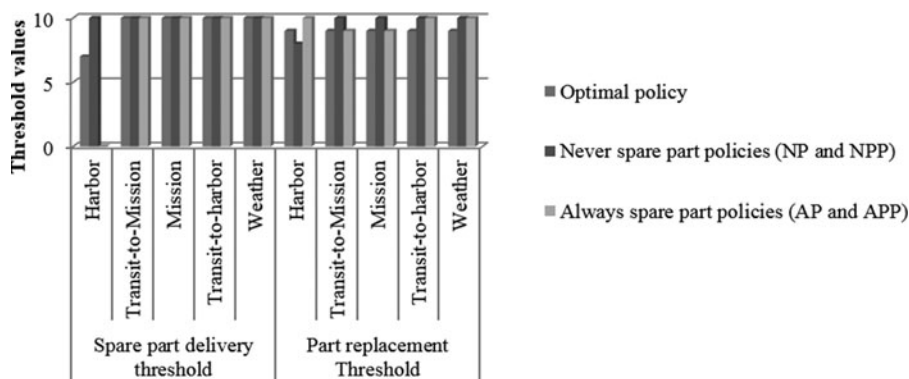 Threshold values
10
5
0
Harbor
Transit-to-Mission
Mission
Transit-to-harbor
Weather
Harbor
Transit-to-Mission
Mission
Transit-to-harbor
Weather
Spare part delivery
threshold
Part replacement
Threshold
Optimal policy
Never spare part policies (NP and NPP)
Always spare part policies (AP and APP)